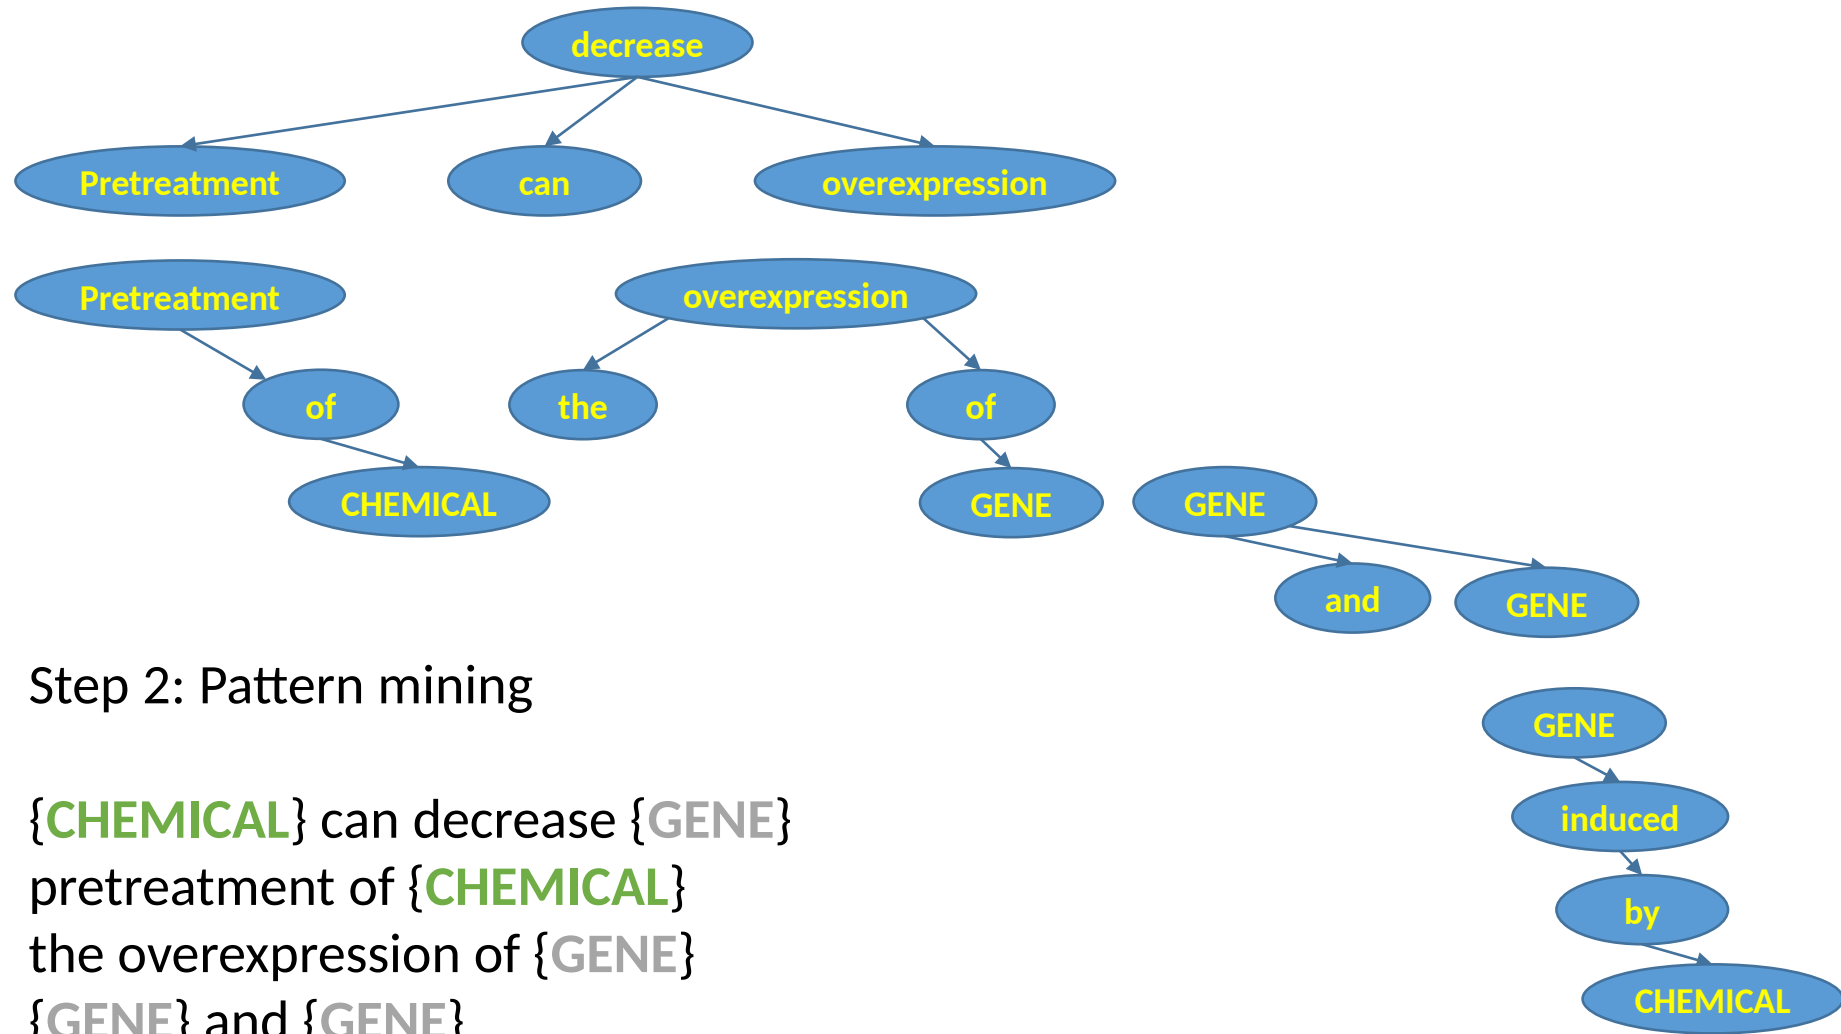 decrease
Pretreatment can overexpression
Pretreatment overexpression
of the of
CHEMICAL GENE GENE
and GENE
Step 2: Pattern mining
GENE
induced
{CHEMICAL} can decrease {GENE}
pretreatment of {CHEMICAL}
by
the overexpression of {GENE}
CHEMICAL
{GENE} and {GENE}